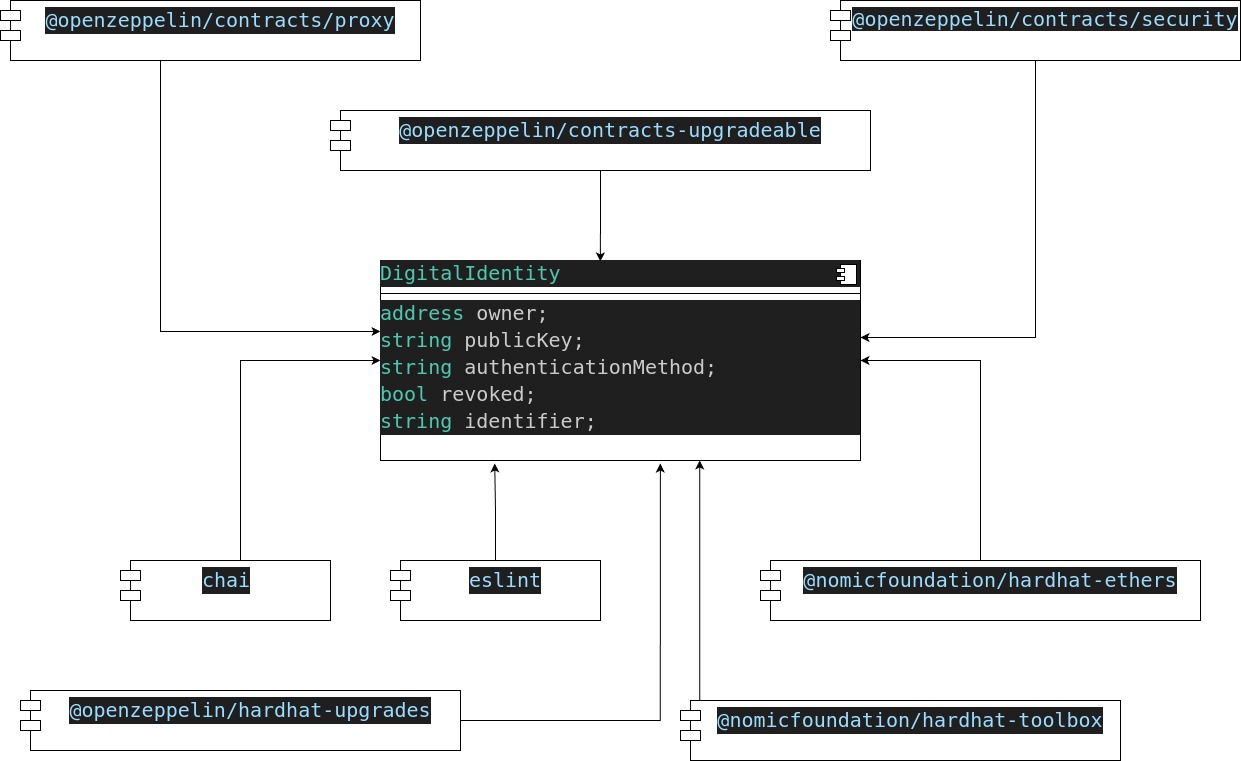 @openzeppelin/contracts/proxy
@openzeppelin/contracts/security
@openzeppelin/contracts-upgradeable
DigitalIdentity
address owner;
string publicKey;
string authenticationMethod;
bool revoked;
string identifier;
chai
eslint
@nomicfoundation/hardhat-ethers
@openzeppelin/hardhat-upgrades
@nomicfoundation/hardhat-toolbox